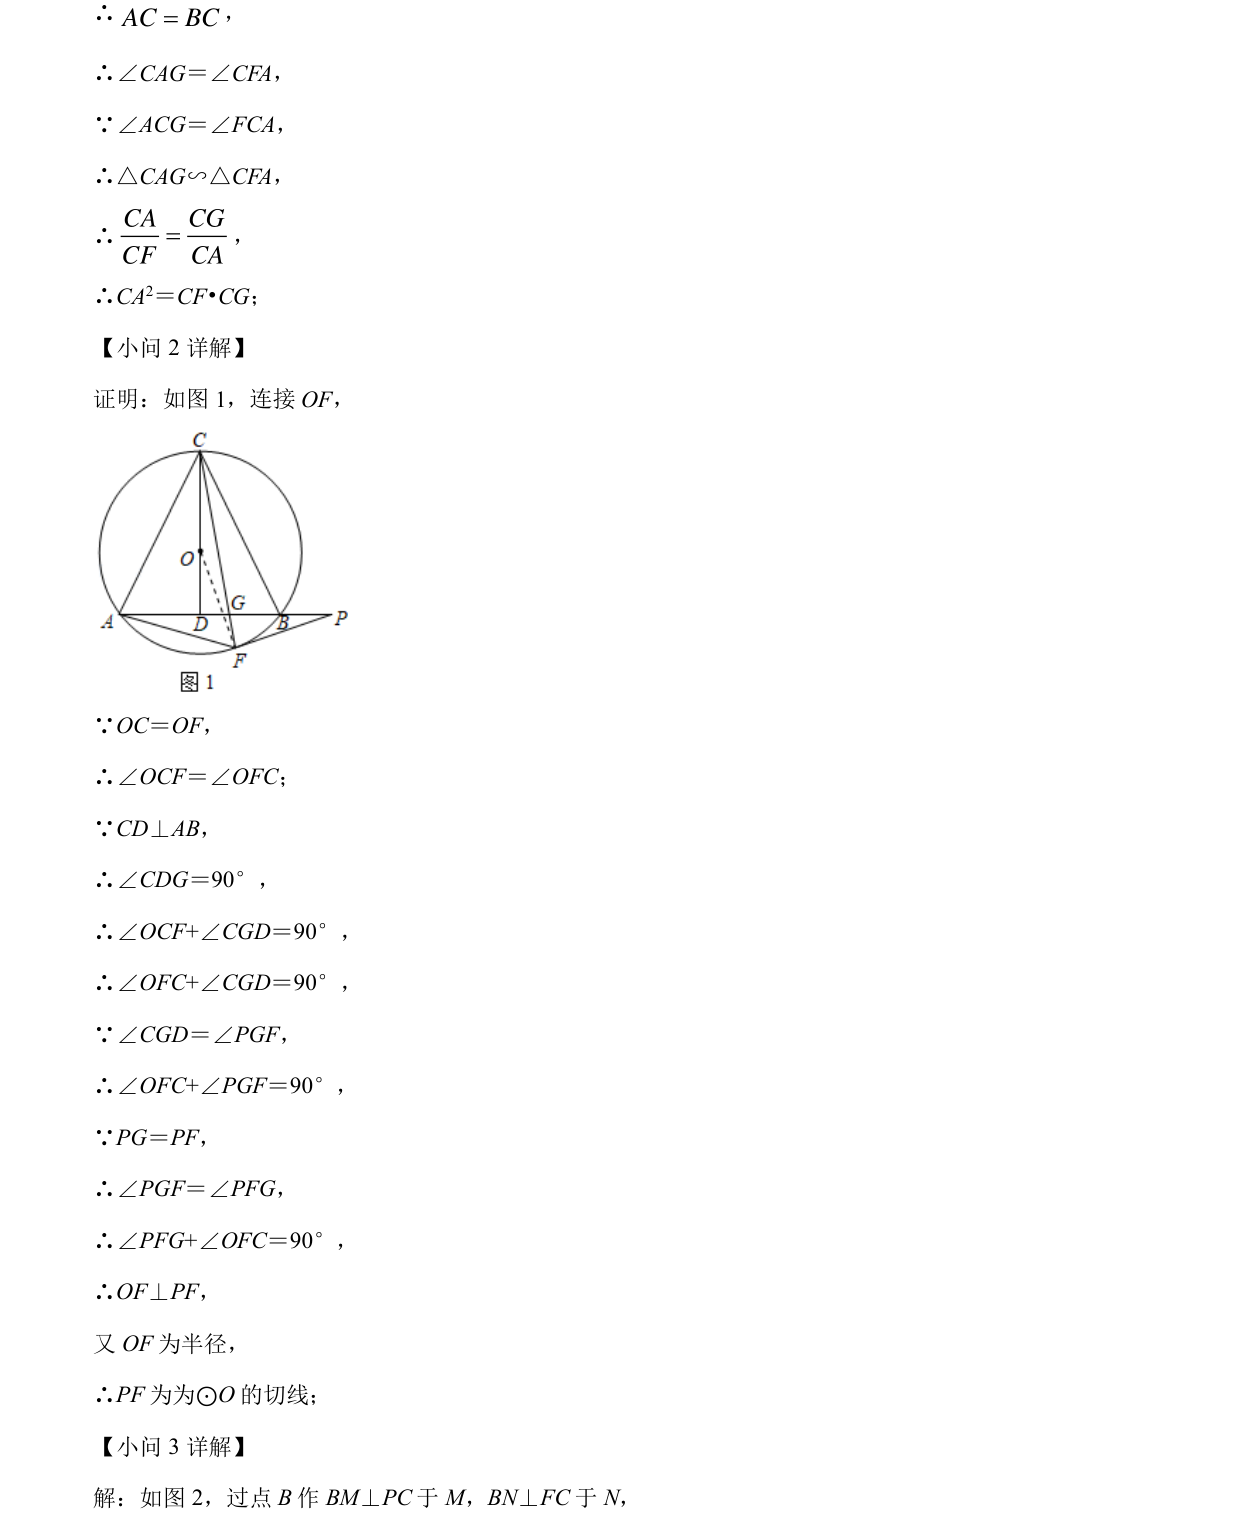 ∴ AC = BC，
∴∠CAG＝∠CFA，
∵∠ACG＝∠FCA，
∴△CAG∽△CFA，
∴ CA/CF = CG/CA ，
∴CA²＝CF•CG；
【小问 2 详解】
证明：如图 1，连接 OF，
C
O
A
D
G
B
P
F
图 1
∵OC＝OF，
∴∠OCF＝∠OFC；
∵CD⊥AB，
∴∠CDG＝90°，
∴∠OCF+∠CGD＝90°，
∴∠OFC+∠CGD＝90°，
∵∠CGD＝∠PGF，
∴∠OFC+∠PGF＝90°，
∵PG＝PF，
∴∠PGF＝∠PFG，
∴∠PFG+∠OFC＝90°，
∴OF⊥PF，
又 OF 为半径，
∴PF 为为⊙O 的切线；
【小问 3 详解】
解：如图 2，过点 B 作 BM⊥PC 于 M，BN⊥FC 于 N，